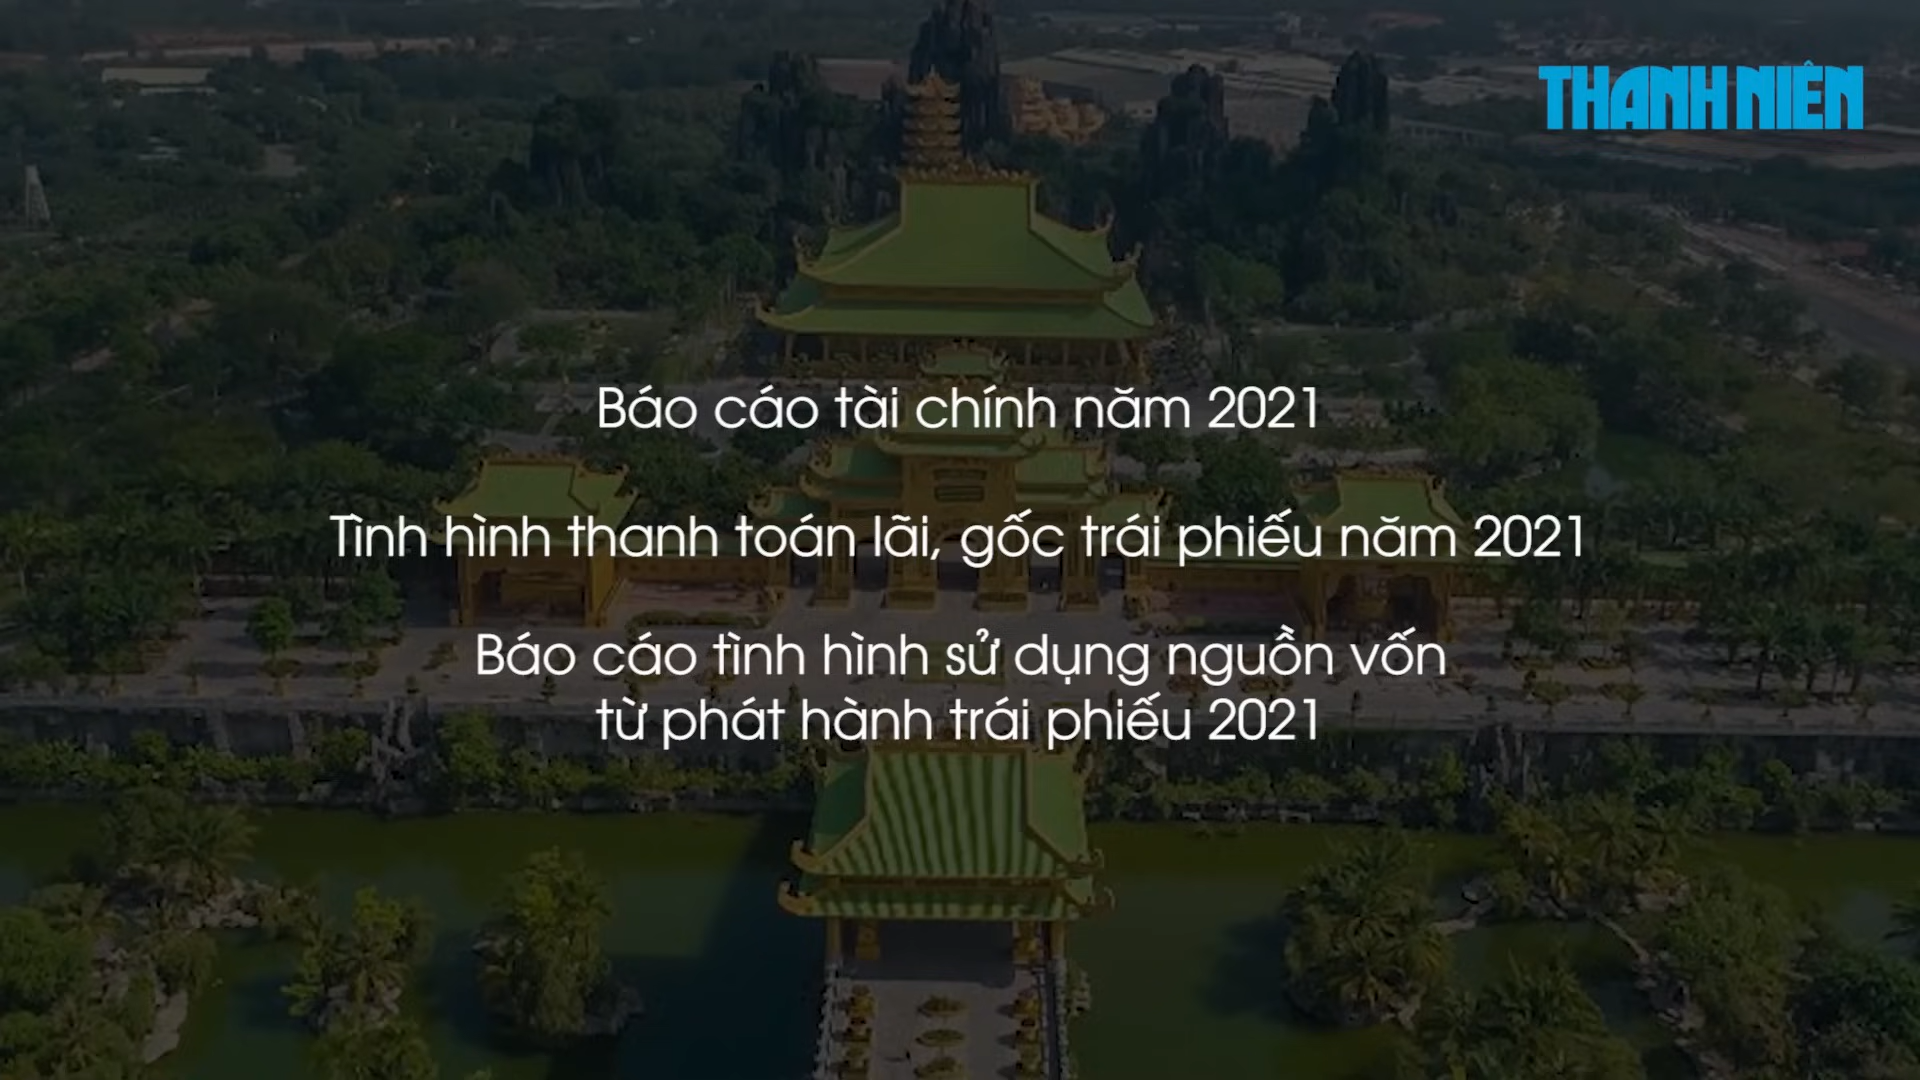 THANH NIÊN
Báo cáo tài chính năm 2021
Tình hình thanh toán lãi, gốc trái phiếu năm 2021
Báo cáo tình hình sử dụng nguồn vốn
từ phát hành trái phiếu 2021